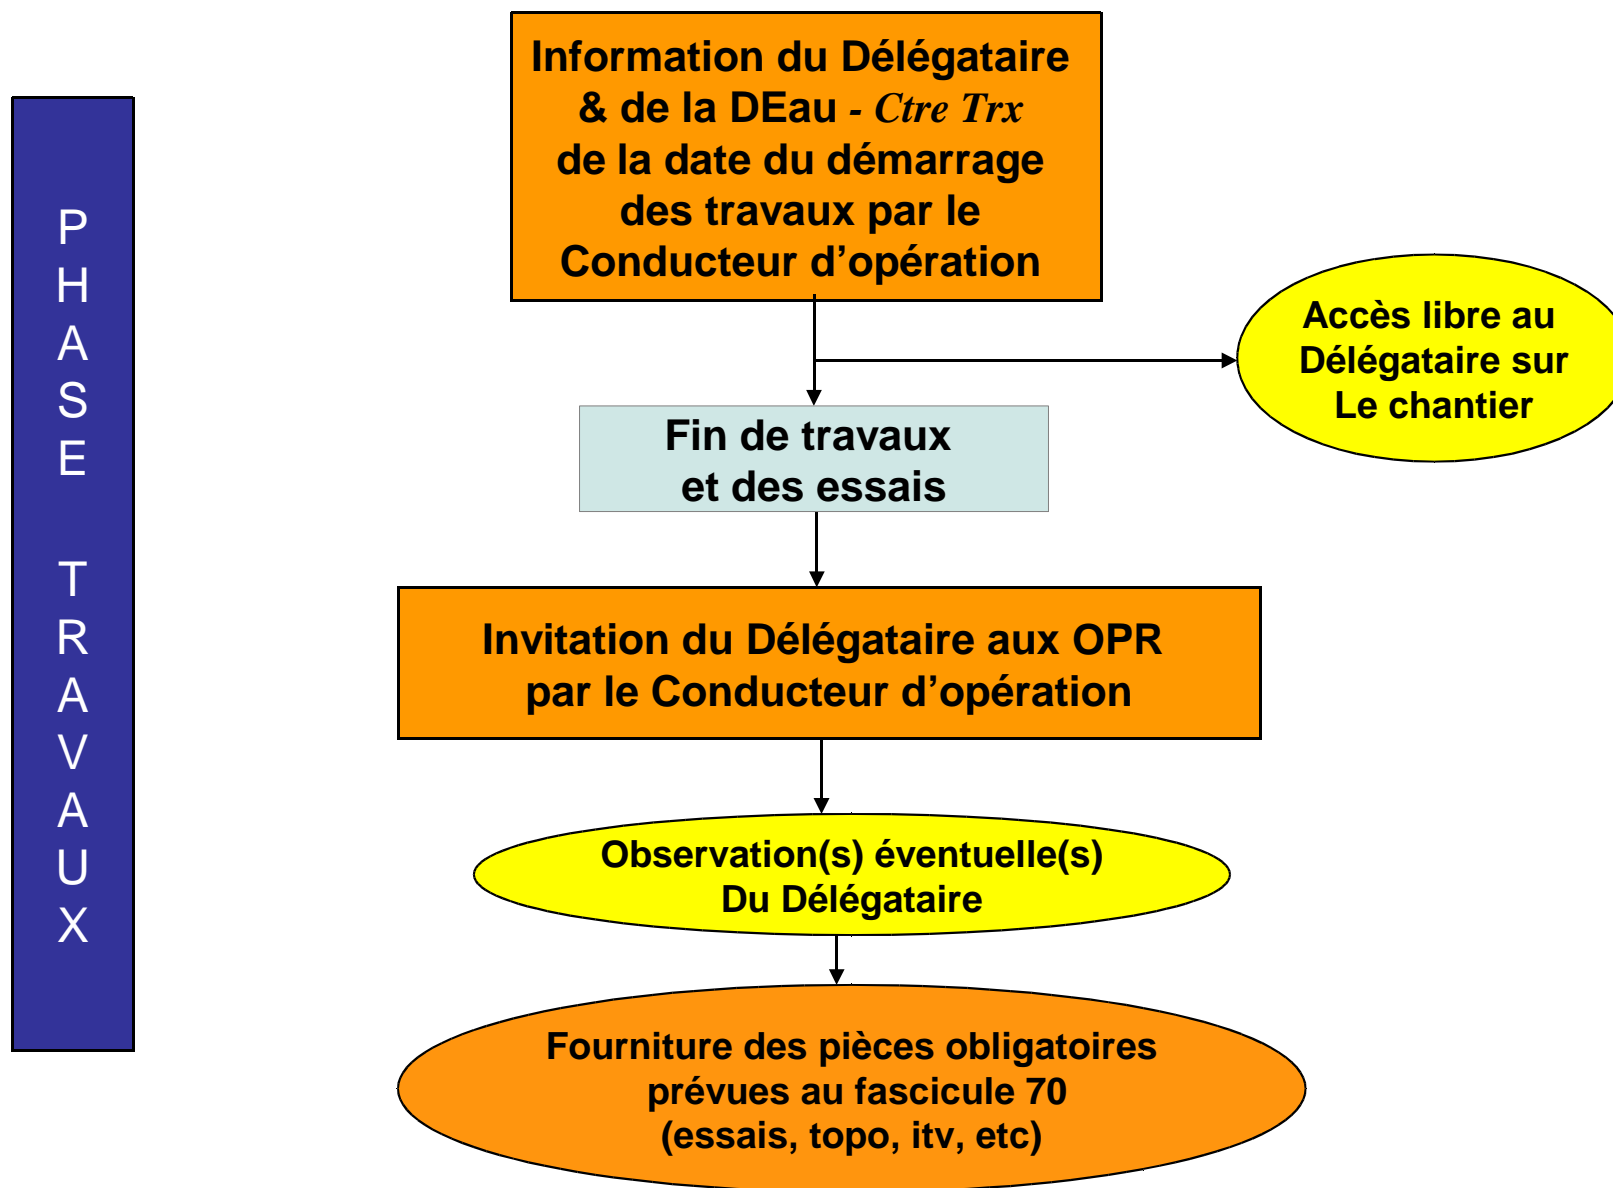 PHASE TRAVAUX
Information du Délégataire
& de la DEau - Ctre Trx
de la date du démarrage
des travaux par le
Conducteur d’opération
Accès libre au
Délégataire sur
Le chantier
Fin de travaux
et des essais
Invitation du Délégataire aux OPR
par le Conducteur d’opération
Observation(s) éventuelle(s)
Du Délégataire
Fourniture des pièces obligatoires
prévues au fascicule 70
(essais, topo, itv, etc)